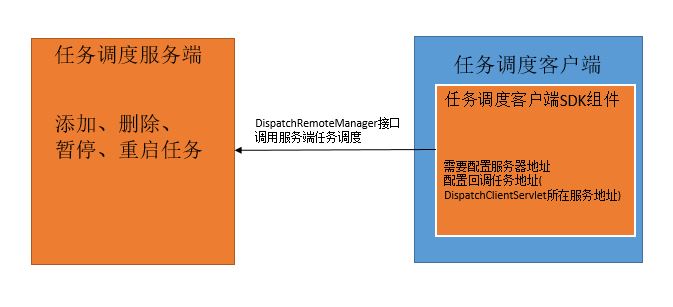 任务调度服务端
添加、删除、
暂停、重启任务
DispatchRemoteManager接口
调用服务端任务调度
任务调度客户端
任务调度客户端SDK组件
需要配置服务器地址
配置回调任务地址(
DispatchClientServlet所在服务地址)